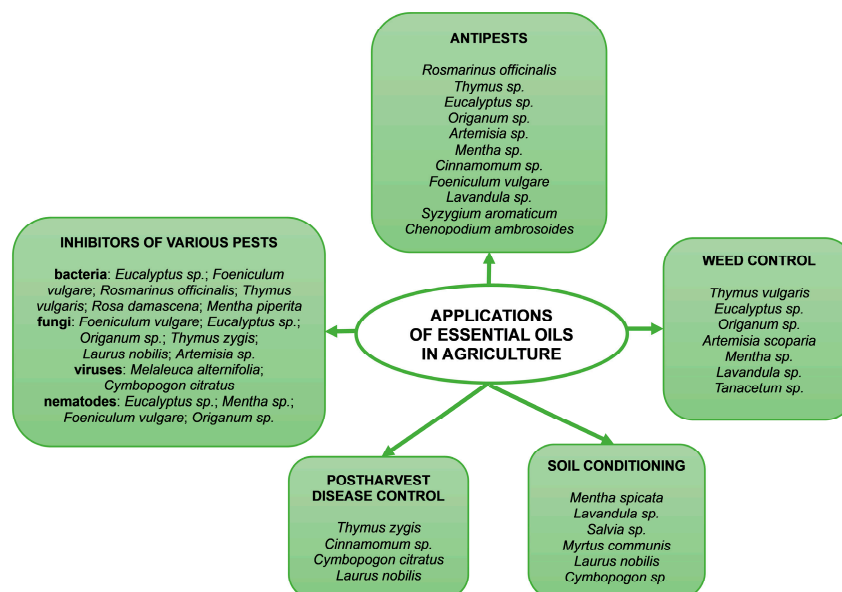 ANTIPESTS
Rosmarinus officinalis
Thymus sp.
Eucalyptus sp.
Origanum sp.
Artemisia sp.
Mentha sp.
Cinnamomum sp.
Foeniculum vulgare
Lavandula sp.
Syzygium aromaticum
Chenopodium ambrosoides
INHIBITORS OF VARIOUS PESTS
bacteria: Eucalyptus sp.; Foeniculum
vulgare; Rosmarinus officinalis; Thymus
vulgaris; Rosa damascena; Mentha piperita
fungi: Foeniculum vulgare; Eucalyptus sp.;
Origanum sp.; Thymus zygis;
Laurus nobilis; Artemisia sp.
viruses: Melaleuca alternifolia;
Cymbopogon citratus
nematodes: Eucalyptus sp.; Mentha sp.;
Foeniculum vulgare; Origanum sp.
APPLICATIONS
OF ESSENTIAL OILS
IN AGRICULTURE
WEED CONTROL
Thymus vulgaris
Eucalyptus sp.
Origanum sp.
Artemisia scoparia
Mentha sp.
Lavandula sp.
Tanacetum sp.
POSTHARVEST
DISEASE CONTROL
Thymus zygis
Cinnamomum sp.
Cymbopogon citratus
Laurus nobilis
SOIL CONDITIONING
Mentha spicata
Lavandula sp.
Salvia sp.
Myrtus communis
Laurus nobilis
Cymbopogon sp